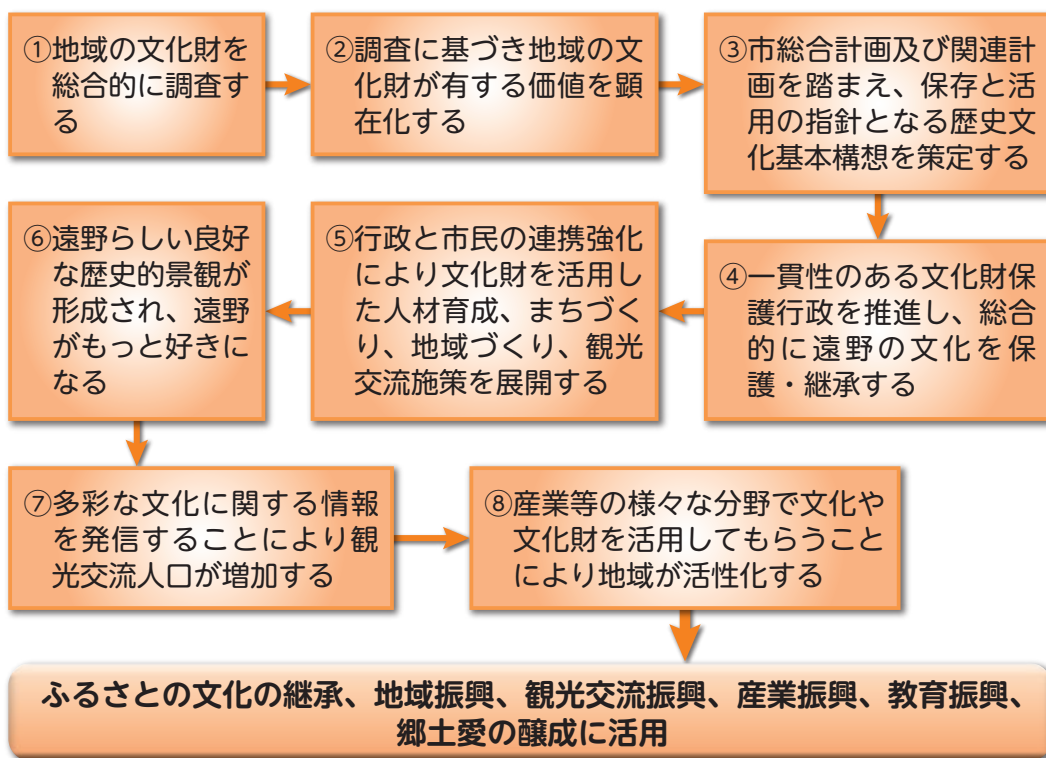 ①地域の文化財を
総合的に調査す
る
②調査に基づき地域の文
化財が有する価値を顕
在化する
③市総合計画及び関連計
画を踏まえ、保存と活
用の指針となる歴史文
化基本構想を策定する
④一貫性のある文化財保
護行政を推進し、総合
的に遠野の文化を保
護・継承する
⑤行政と市民の連携強化
により文化財を活用し
た人材育成、まちづく
り、地域づくり、観光
交流施策を展開する
⑥遠野らしい良好
な歴史的景観が
形成され、遠野
がもっと好きに
なる
⑦多彩な文化に関する情報
を発信することにより観
光交流人口が増加する
⑧産業等の様々な分野で文化や
文化財を活用してもらうこと
により地域が活性化する
ふるさとの文化の継承、地域振興、観光交流振興、産業振興、教育振興、
郷土愛の醸成に活用